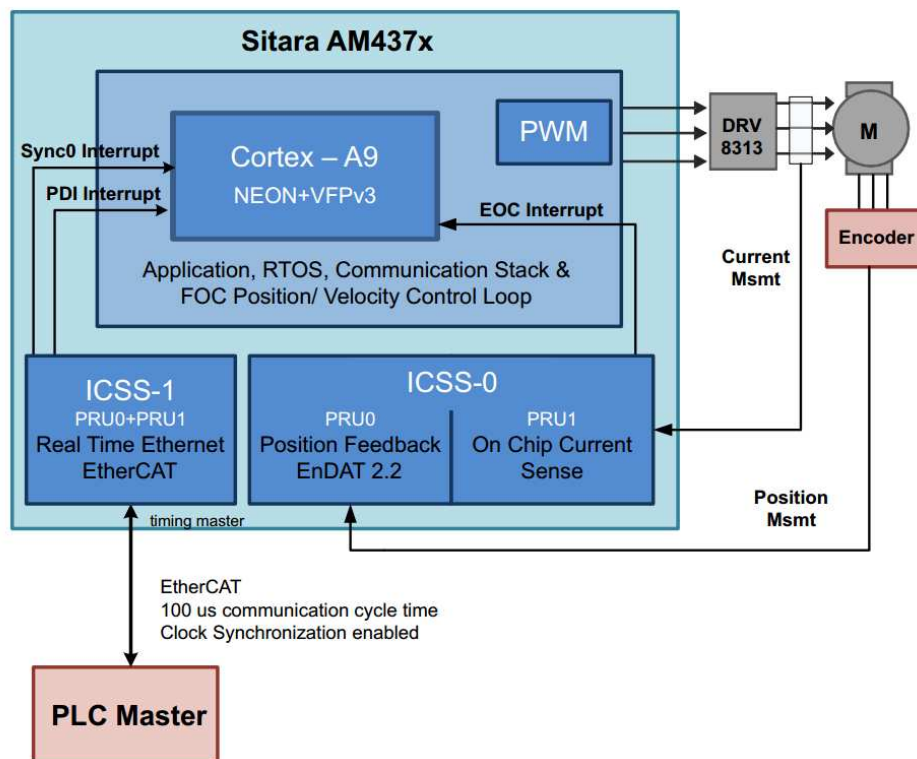 Sitara AM437x
Sync0 Interrupt
PDI Interrupt
Cortex – A9
NEON+VFPv3
PWM
EOC Interrupt
Application, RTOS, Communication Stack &
FOC Position/ Velocity Control Loop
DRV
8313
M
Encoder
Current
Msmt
ICSS-1
PRU0+PRU1
Real Time Ethernet
EtherCAT
ICSS-0
PRU0
Position Feedback
EnDAT 2.2
PRU1
On Chip Current
Sense
Position
Msmt
timing master
EtherCAT
100 us communication cycle time
Clock Synchronization enabled
PLC Master